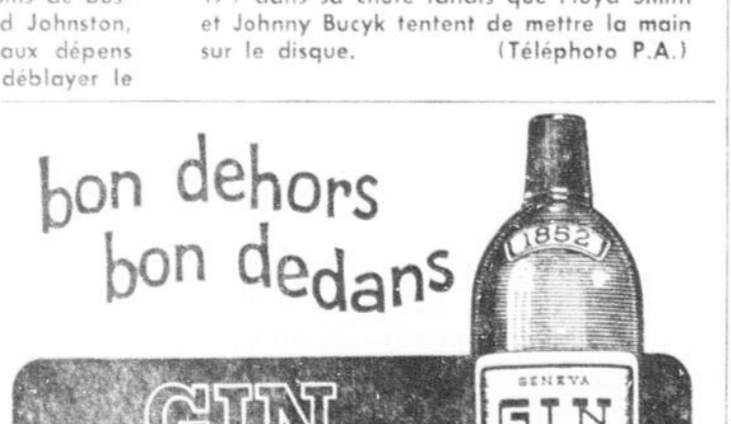 d Johnston,
aux dépens
déblayer le
et Johnny Bucyk tentent de mettre la main
sur le disque. (Téléphoto P.A.)
bon dehors
bon dedans
1852
GENEVA
GIN
GIN